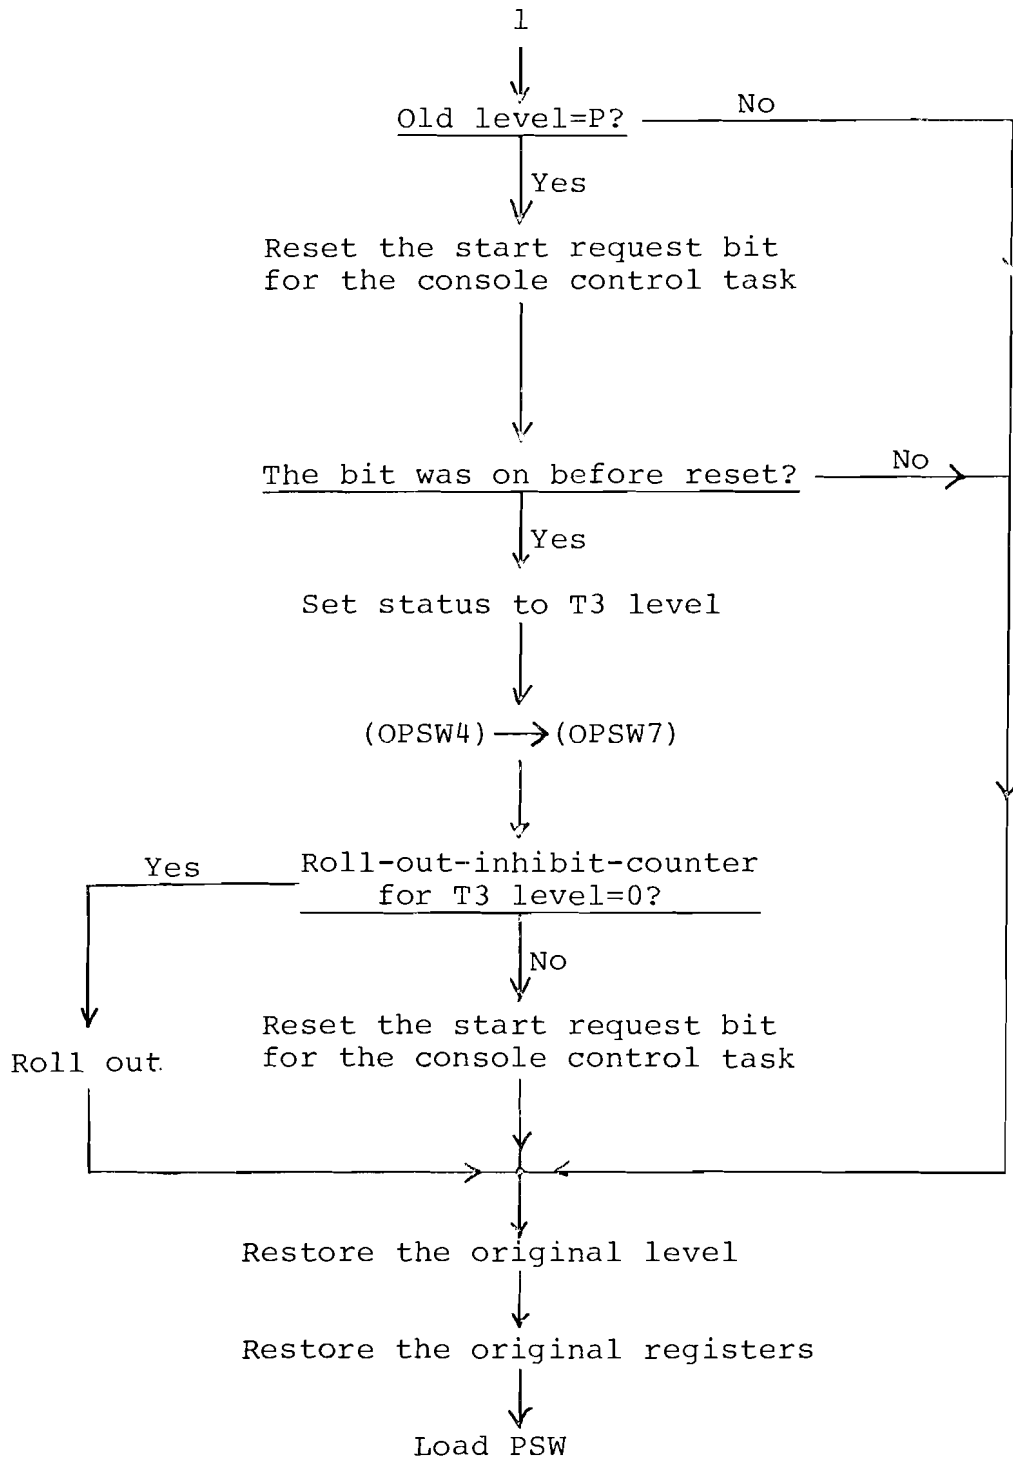 1
Old level=P?
No
Yes
Reset the start request bit
for the console control task
The bit was on before reset?
No
Yes
Set status to T3 level
(OPSW4) → (OPSW7)
Yes
Roll-out-inhibit-counter
for T3 level=0?
No
Reset the start request bit
for the console control task
Roll out
Restore the original level
Restore the original registers
Load PSW